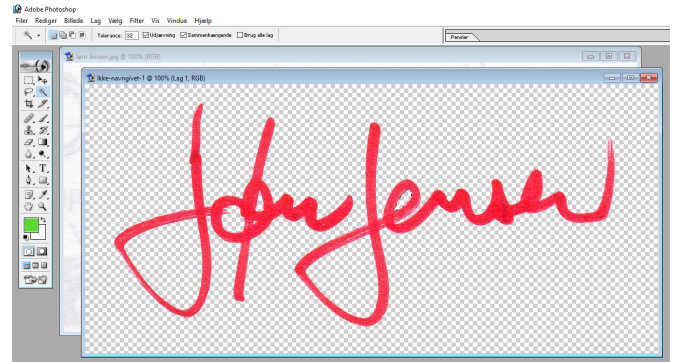 Adobe Photoshop
Filer Rediger Billede Lag Vælg Filter Vis Vindue Hjælp
Tolerance: 32 Udjævning Sammenhængende Brug alle lag
Pensler
Jørn Jensen.jpg @ 100% (RGB)
Ikke-navngivet-1 @ 100% (Lag 1, RGB)
John Jensen